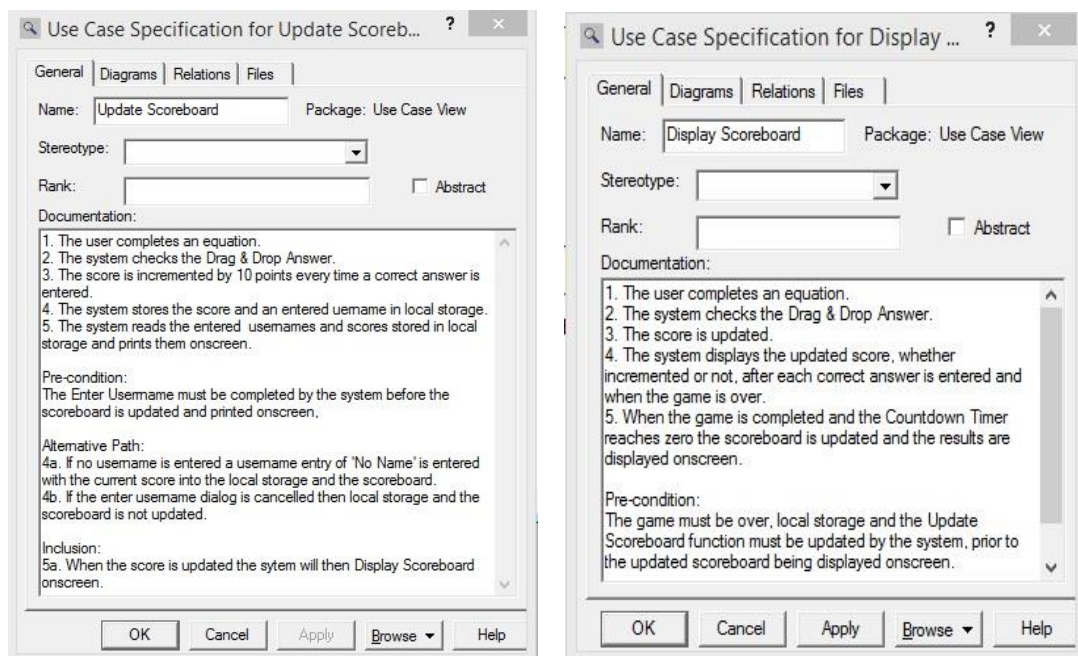 Use Case Specification for Update Scoreb... ? ×
General Diagrams Relations Files
Name: Update Scoreboard Package: Use Case View
Stereotype:
Rank: Abstract
Documentation:
1. The user completes an equation.
2. The system checks the Drag & Drop Answer.
3. The score is incremented by 10 points every time a correct answer is
entered.
4. The system stores the score and an entered uername in local storage.
5. The system reads the entered usernames and scores stored in local
storage and prints them onscreen.
Pre-condition:
The Enter Username must be completed by the system before the
scoreboard is updated and printed onscreen,
Alternative Path:
4a. If no username is entered a username entry of 'No Name' is entered
with the current score into the local storage and the scoreboard.
4b. If the enter username dialog is cancelled then local storage and the
scoreboard is not updated.
Inclusion:
5a. When the score is updated the sytem will then Display Scoreboard
onscreen.
OK Cancel Apply Browse Help
Use Case Specification for Display ... ? ×
General Diagrams Relations Files
Name: Display Scoreboard Package: Use Case View
Stereotype:
Rank: Abstract
Documentation:
1. The user completes an equation.
2. The system checks the Drag & Drop Answer.
3. The score is updated.
4. The system displays the updated score, whether
incremented or not, after each correct answer is entered and
when the game is over.
5. When the game is completed and the Countdown Timer
reaches zero the scoreboard is updated and the results are
displayed onscreen.
Pre-condition:
The game must be over, local storage and the Update
Scoreboard function must be updated by the system, prior to
the updated scoreboard being displayed onscreen.
OK Cancel Apply Browse Help